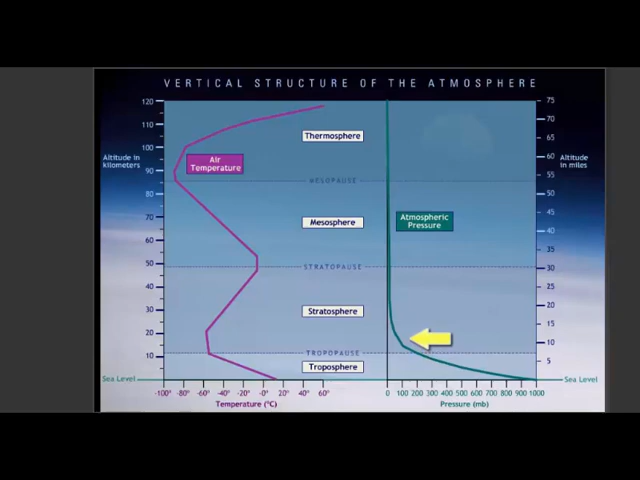 VERTICAL STRUCTURE OF THE ATMOSPHERE
120
110
100
90
80
70
60
50
40
30
20
10
Altitude in
kilometers
Sea Level
75
70
65
60
55
50
45
40
35
30
25
20
15
10
5
Altitude
in miles
Sea Level
Thermosphere
Air
Temperature
MESOPAUSE
Mesosphere
Atmospheric
Pressure
STRATOPAUSE
Stratosphere
TROPOPAUSE
Troposphere
-100° -80° -60° -40° -20° -0° 20° 40° 60°
Temperature (°C)
0 100 200 300 400 500 600 700 800 900 1000
Pressure (mb)